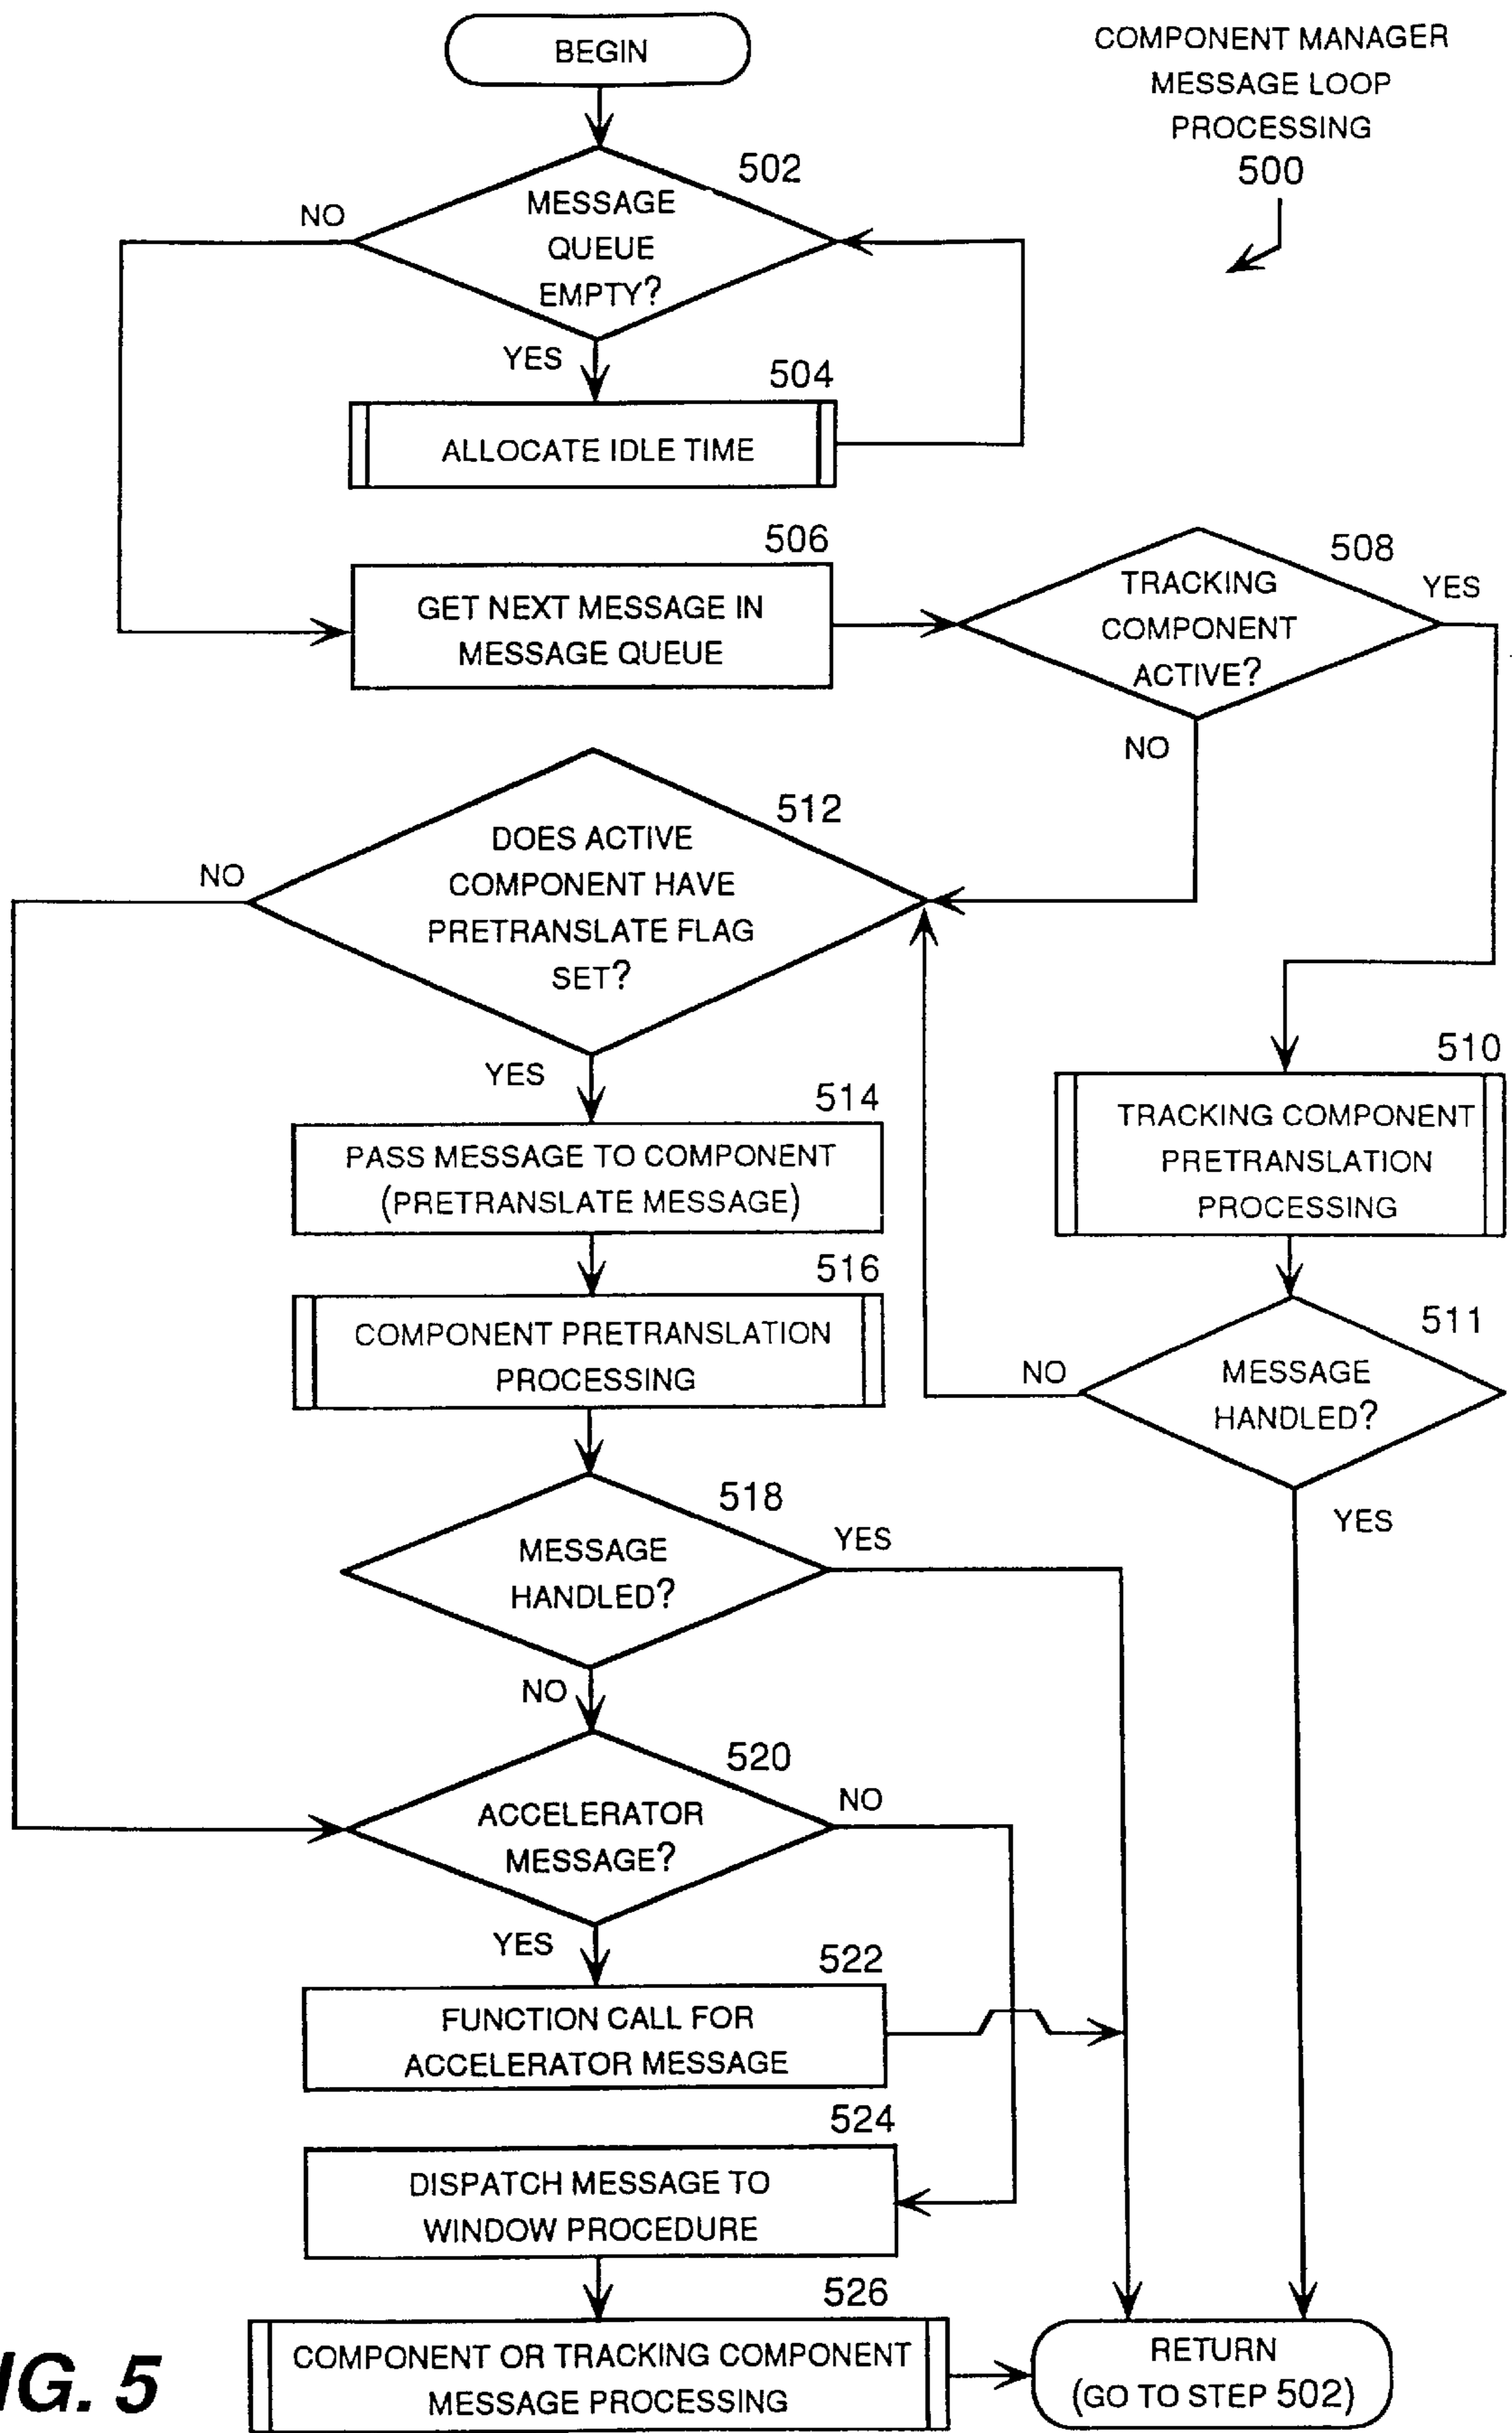 BEGIN
COMPONENT MANAGER
MESSAGE LOOP
PROCESSING
500
502
MESSAGE
QUEUE
EMPTY?
NO
YES
504
ALLOCATE IDLE TIME
506
GET NEXT MESSAGE IN
MESSAGE QUEUE
508
TRACKING
COMPONENT
ACTIVE?
YES
NO
512
DOES ACTIVE
COMPONENT HAVE
PRETRANSLATE FLAG
SET?
NO
YES
510
TRACKING COMPONENT
PRETRANSLATION
PROCESSING
514
PASS MESSAGE TO COMPONENT
(PRETRANSLATE MESSAGE)
516
COMPONENT PRETRANSLATION
PROCESSING
511
MESSAGE
HANDLED?
NO
YES
518
MESSAGE
HANDLED?
YES
NO
520
ACCELERATOR
MESSAGE?
NO
YES
522
FUNCTION CALL FOR
ACCELERATOR MESSAGE
524
DISPATCH MESSAGE TO
WINDOW PROCEDURE
526
COMPONENT OR TRACKING COMPONENT
MESSAGE PROCESSING
RETURN
(GO TO STEP 502)
IG. 5